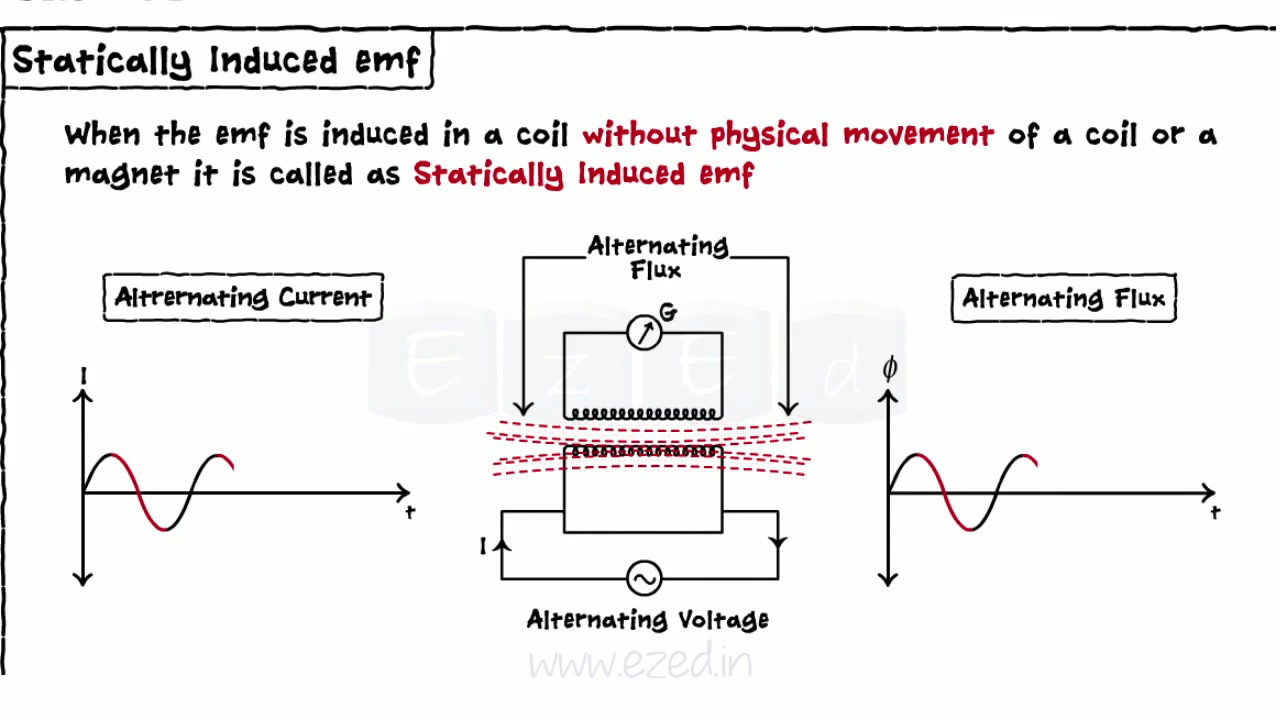 Statically Induced emf
When the emf is induced in a coil without physical movement of a coil or a
magnet it is called as Statically Induced emf
Alternating
Flux
Altrernating Current
Alternating Flux
G
EzEd
I
ϕ
t
t
I
Alternating Voltage
www.ezed.in